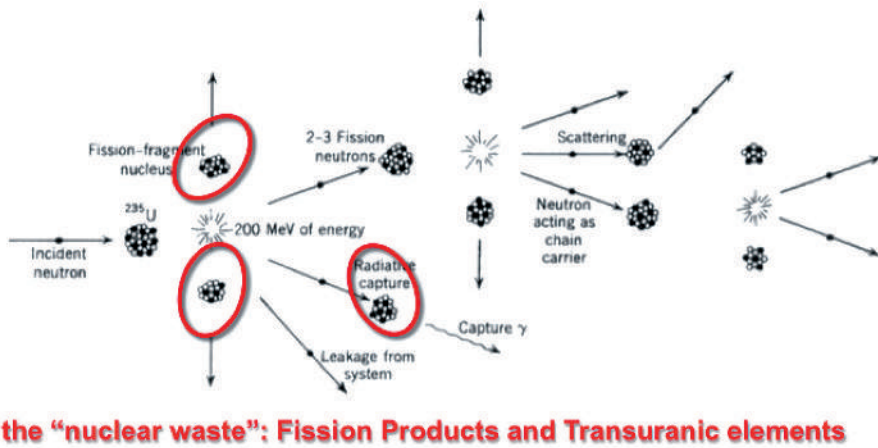 2-3 Fission
neutrons
Scattering
Fission-fragment
nucleus
235U
200 MeV of energy
Neutron
acting as
chain
carrier
Incident
neutron
Radiative
capture
Capture γ
Leakage from
system
the “nuclear waste”: Fission Products and Transuranic elements